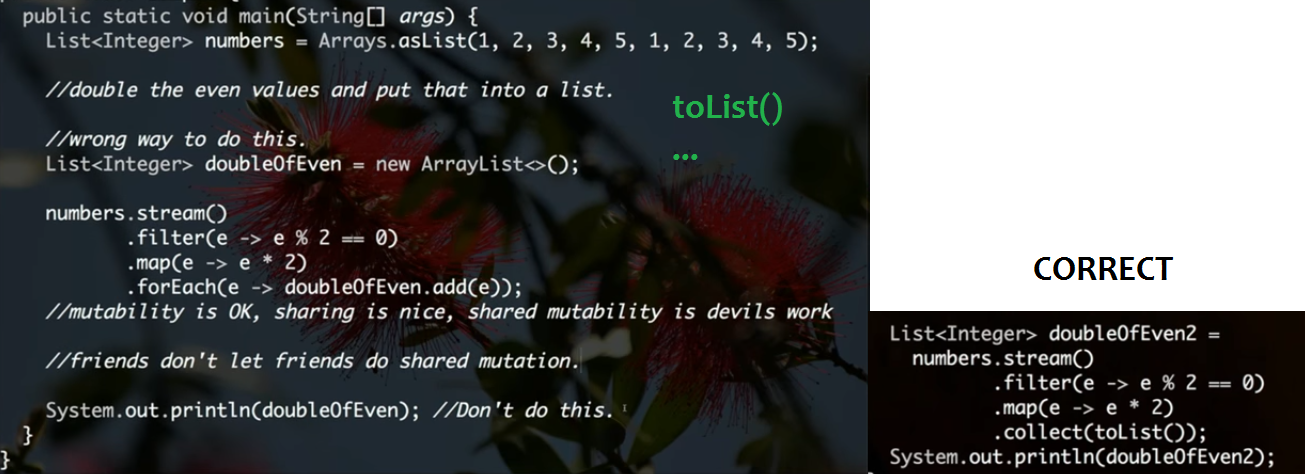 public static void main(String[] args) {
List<Integer> numbers = Arrays.asList(1, 2, 3, 4, 5, 1, 2, 3, 4, 5);
//double the even values and put that into a list.
//wrong way to do this.
List<Integer> doubleOfEven = new ArrayList<>();
numbers.stream()
.filter(e -> e % 2 == 0)
.map(e -> e * 2)
.forEach(e -> doubleOfEven.add(e));
//mutability is OK, sharing is nice, shared mutability is devils work
//friends don't let friends do shared mutation.
System.out.println(doubleOfEven); //Don't do this.
}
}
toList()
...
CORRECT
List<Integer> doubleOfEven2 =
numbers.stream()
.filter(e -> e % 2 == 0)
.map(e -> e * 2)
.collect(toList());
System.out.println(doubleOfEven2);